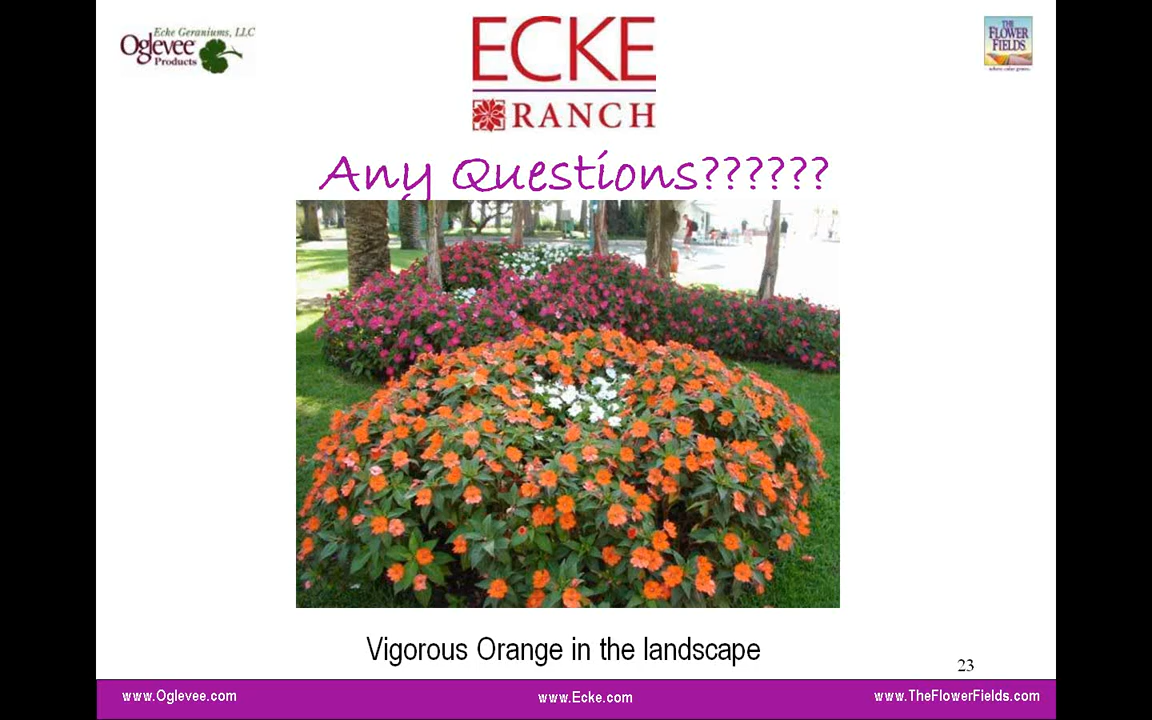 Ecke Geraniums, LLC
Oglevee
Products
ECKE
RANCH
THE
FLOWER
FIELDS
Any Questions??????
Vigorous Orange in the landscape
23
www.Oglevee.com
www.Ecke.com
www.TheFlowerFields.com